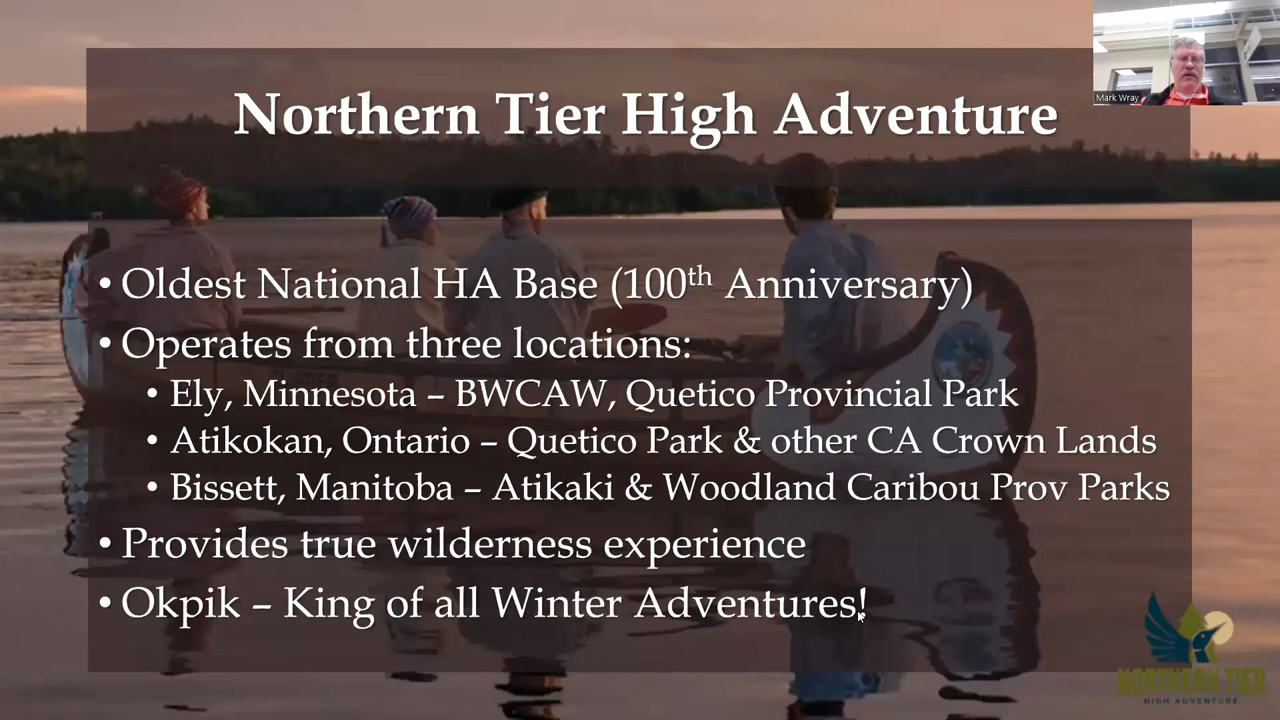 Mark Wray
Northern Tier High Adventure
• Oldest National HA Base (100th Anniversary)
• Operates from three locations:
• Ely, Minnesota – BWCAW, Quetico Provincial Park
• Atikokan, Ontario – Quetico Park & other CA Crown Lands
• Bissett, Manitoba – Atikaki & Woodland Caribou Prov Parks
• Provides true wilderness experience
• Okpik – King of all Winter Adventures!
NORTHERN TIER
HIGH ADVENTURE